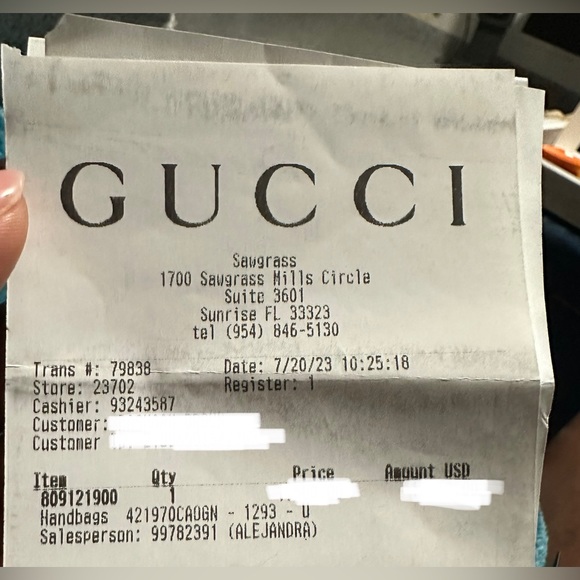 GUCCI
Sawgrass
1700 Sawgrass Mills Circle
Suite 3601
Sunrise FL 33323
tel (954) 846-5130
Trans #: 79838 Date: 7/20/23 10:25:18
Store: 23702 Register: 1
Cashier: 93243587
Customer:
Customer
Item Qty Price Amount USD
809121900 1
Handbags 421970CAOGN - 1293 - U
Salesperson: 99782391 (ALEJANDRA)